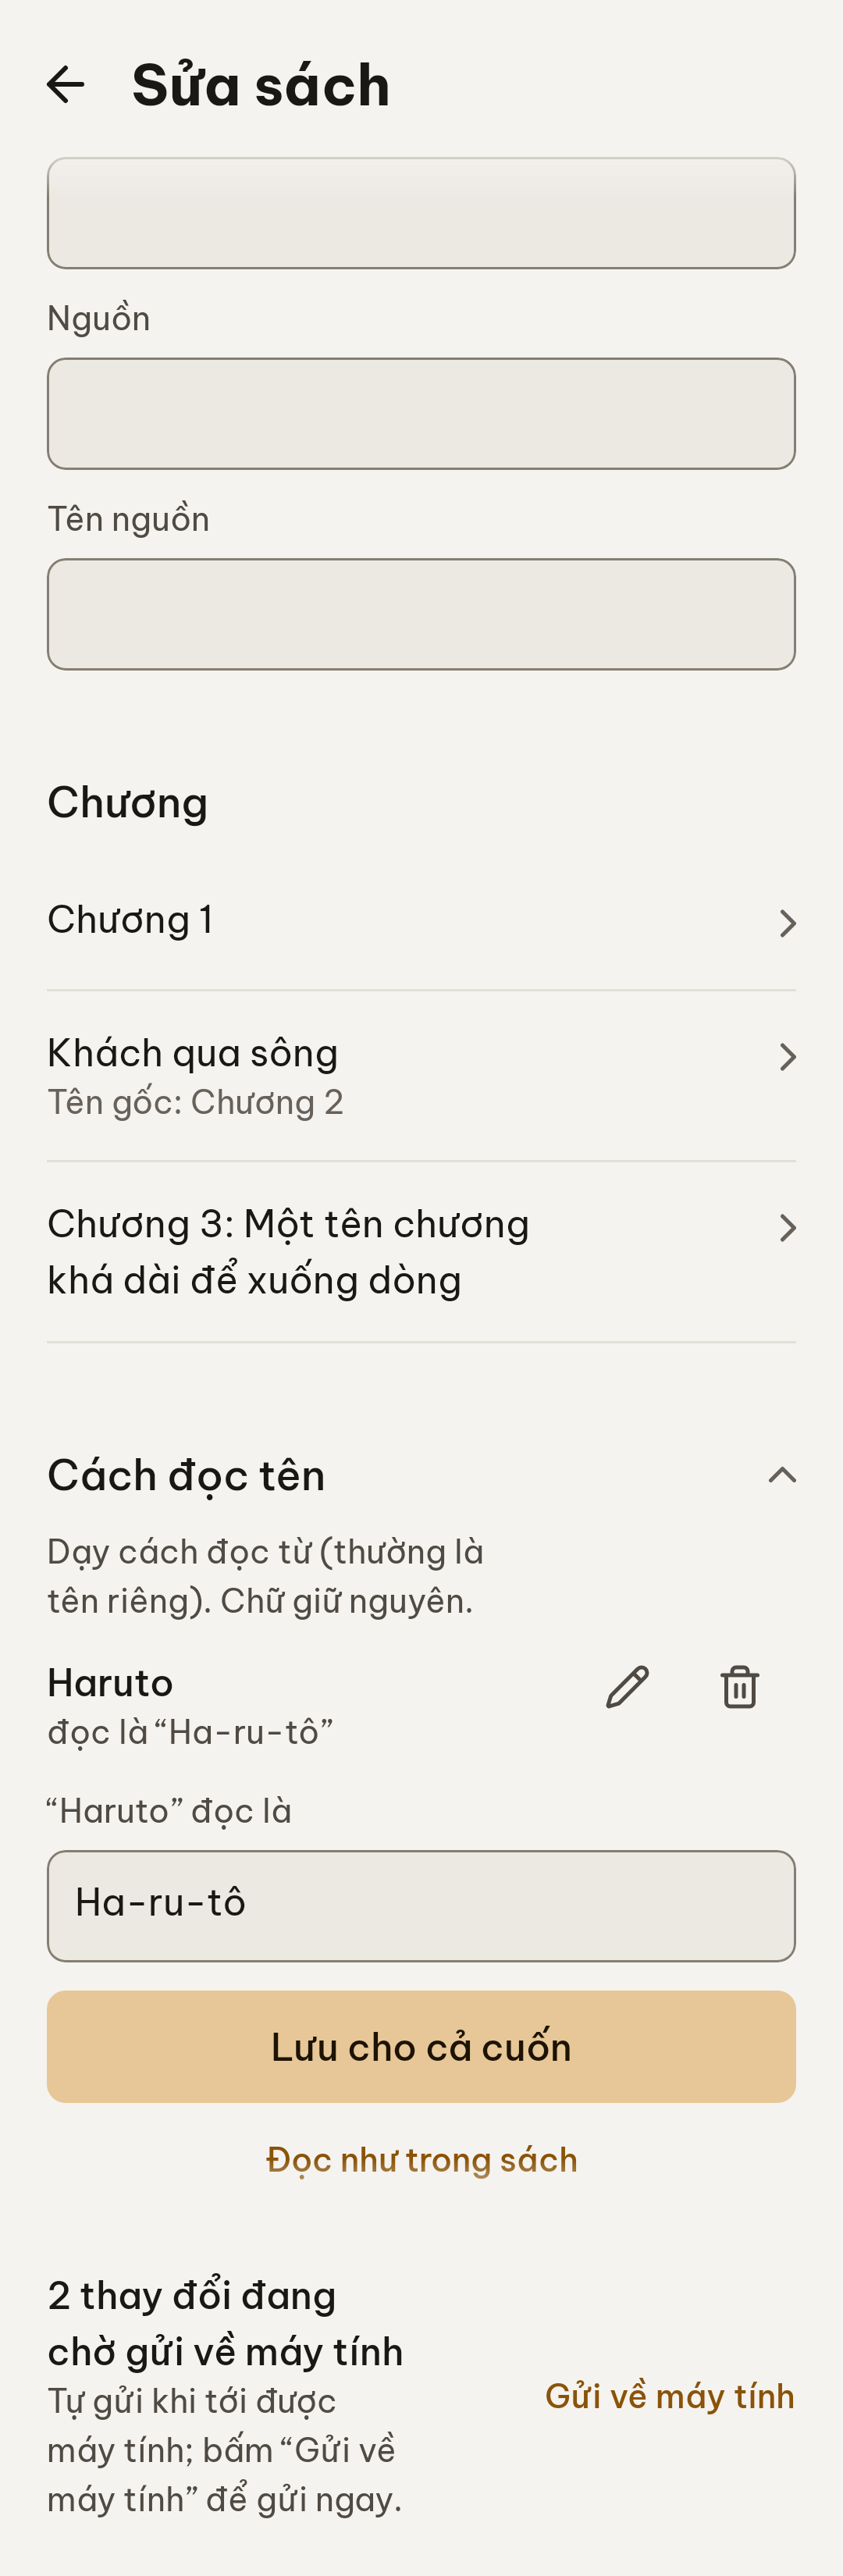 Sửa sách
Nguồn
Tên nguồn
Chương
Chương 1
Khách qua sông
Tên gốc: Chương 2
Chương 3: Một tên chương
khá dài để xuống dòng
Cách đọc tên
Dạy cách đọc từ (thường là
tên riêng). Chữ giữ nguyên.
Haruto
đọc là “Ha-ru-tô”
“Haruto” đọc là
Ha-ru-tô
Lưu cho cả cuốn
Đọc như trong sách
2 thay đổi đang
chờ gửi về máy tính
Tự gửi khi tới được
máy tính; bấm “Gửi về
máy tính” để gửi ngay.
Gửi về máy tính